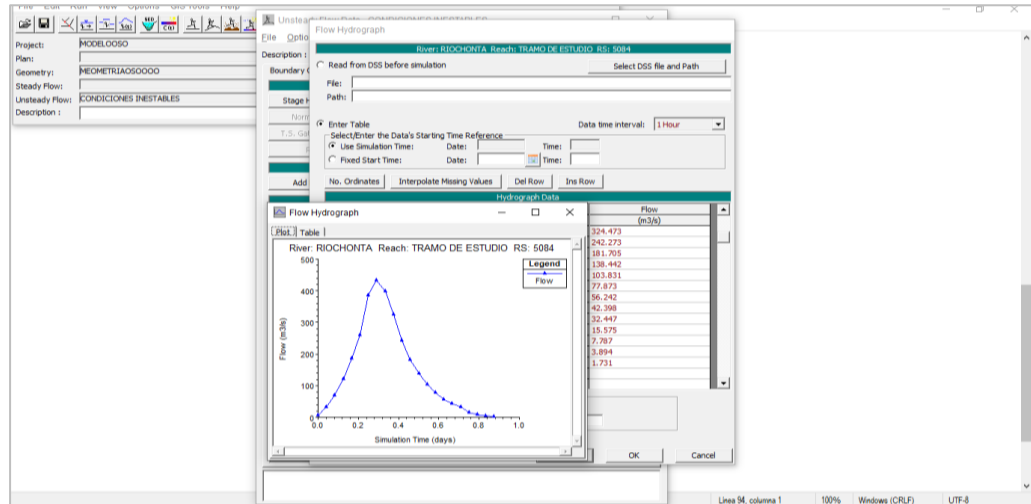 File Edit Run View Options GIS Tools Help
Project: MODELOOSO
Plan:
Geometry: MEOMETRIAOSOOOO
Steady Flow:
Unsteady Flow: CONDICIONES INESTABLES
Description :
Unsteady Flow Data - CONDICIONES INESTABLES
File Optio
Description :
Boundary C
Stage H
Norm
T.S. Gat
Add
Flow Hydrograph
River: RIOCHONTA Reach: TRAMO DE ESTUDIO RS: 5084
Read from DSS before simulation
Select DSS file and Path
File:
Path:
Enter Table
Data time interval: 1 Hour
Select/Enter the Data's Starting Time Reference
Use Simulation Time: Date: Time:
Fixed Start Time: Date: Time:
No. Ordinates Interpolate Missing Values Del Row Ins Row
Hydrograph Data
Flow
(m3/s)
324.473
242.273
181.705
138.442
103.831
77.873
56.242
42.398
32.447
15.575
7.787
3.894
1.731
OK Cancel
Flow Hydrograph
Plot Table
River: RIOCHONTA Reach: TRAMO DE ESTUDIO RS: 5084
Legend
Flow
500
400
300
200
100
0
Flow (m3/s)
0.0 0.2 0.4 0.6 0.8 1.0
Simulation Time (days)
Línea 94, columna 1 100% Windows (CRLF) UTF-8